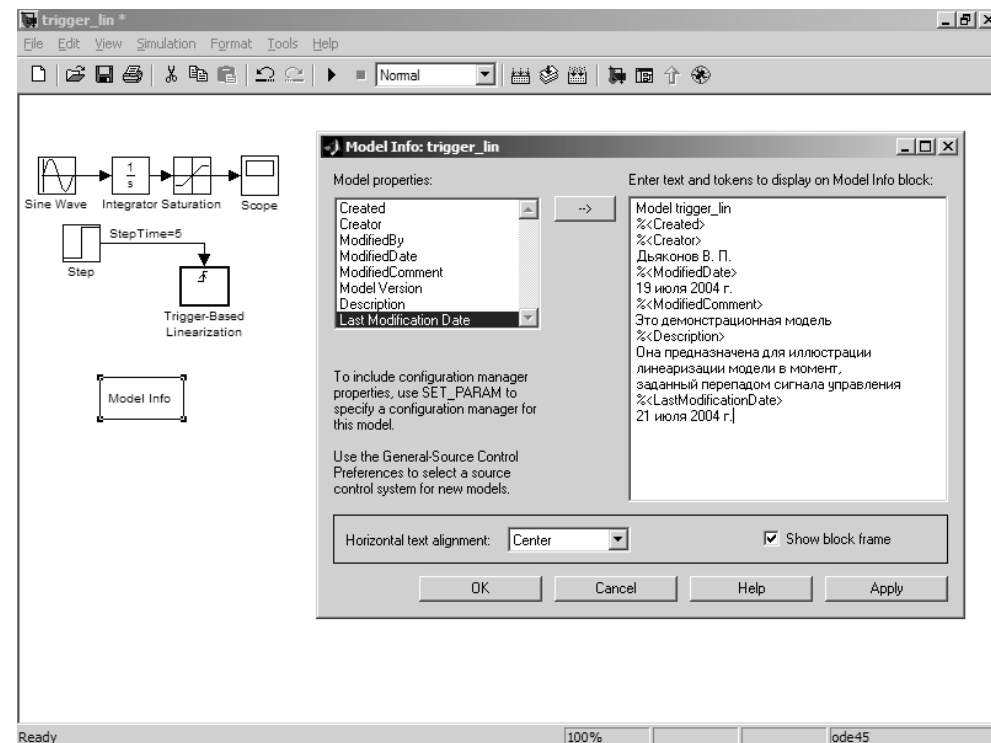 trigger_lin *
File Edit View Simulation Format Tools Help
Normal
Sine Wave
1
s
Integrator
Saturation
Scope
StepTime=5
Step
Trigger-Based
Linearization
Model Info
Model Info: trigger_lin
Model properties:
Created
Creator
ModifiedBy
ModifiedDate
ModifiedComment
Model Version
Description
Last Modification Date
-->
To include configuration manager
properties, use SET_PARAM to
specify a configuration manager for
this model.
Use the General-Source Control
Preferences to select a source
control system for new models.
Enter text and tokens to display on Model Info block:
Model trigger_lin
%<Created>
%<Creator>
Дьяконов В. П.
%<ModifiedDate>
19 июля 2004 г.
%<ModifiedComment>
Это демонстрационная модель
%<Description>
Она предназначена для иллюстрации
линеаризации модели в момент,
заданный перепадом сигнала управления
%<LastModificationDate>
21 июля 2004 г.
Horizontal text alignment: Center
Show block frame
OK Cancel Help Apply
Ready 100% ode45